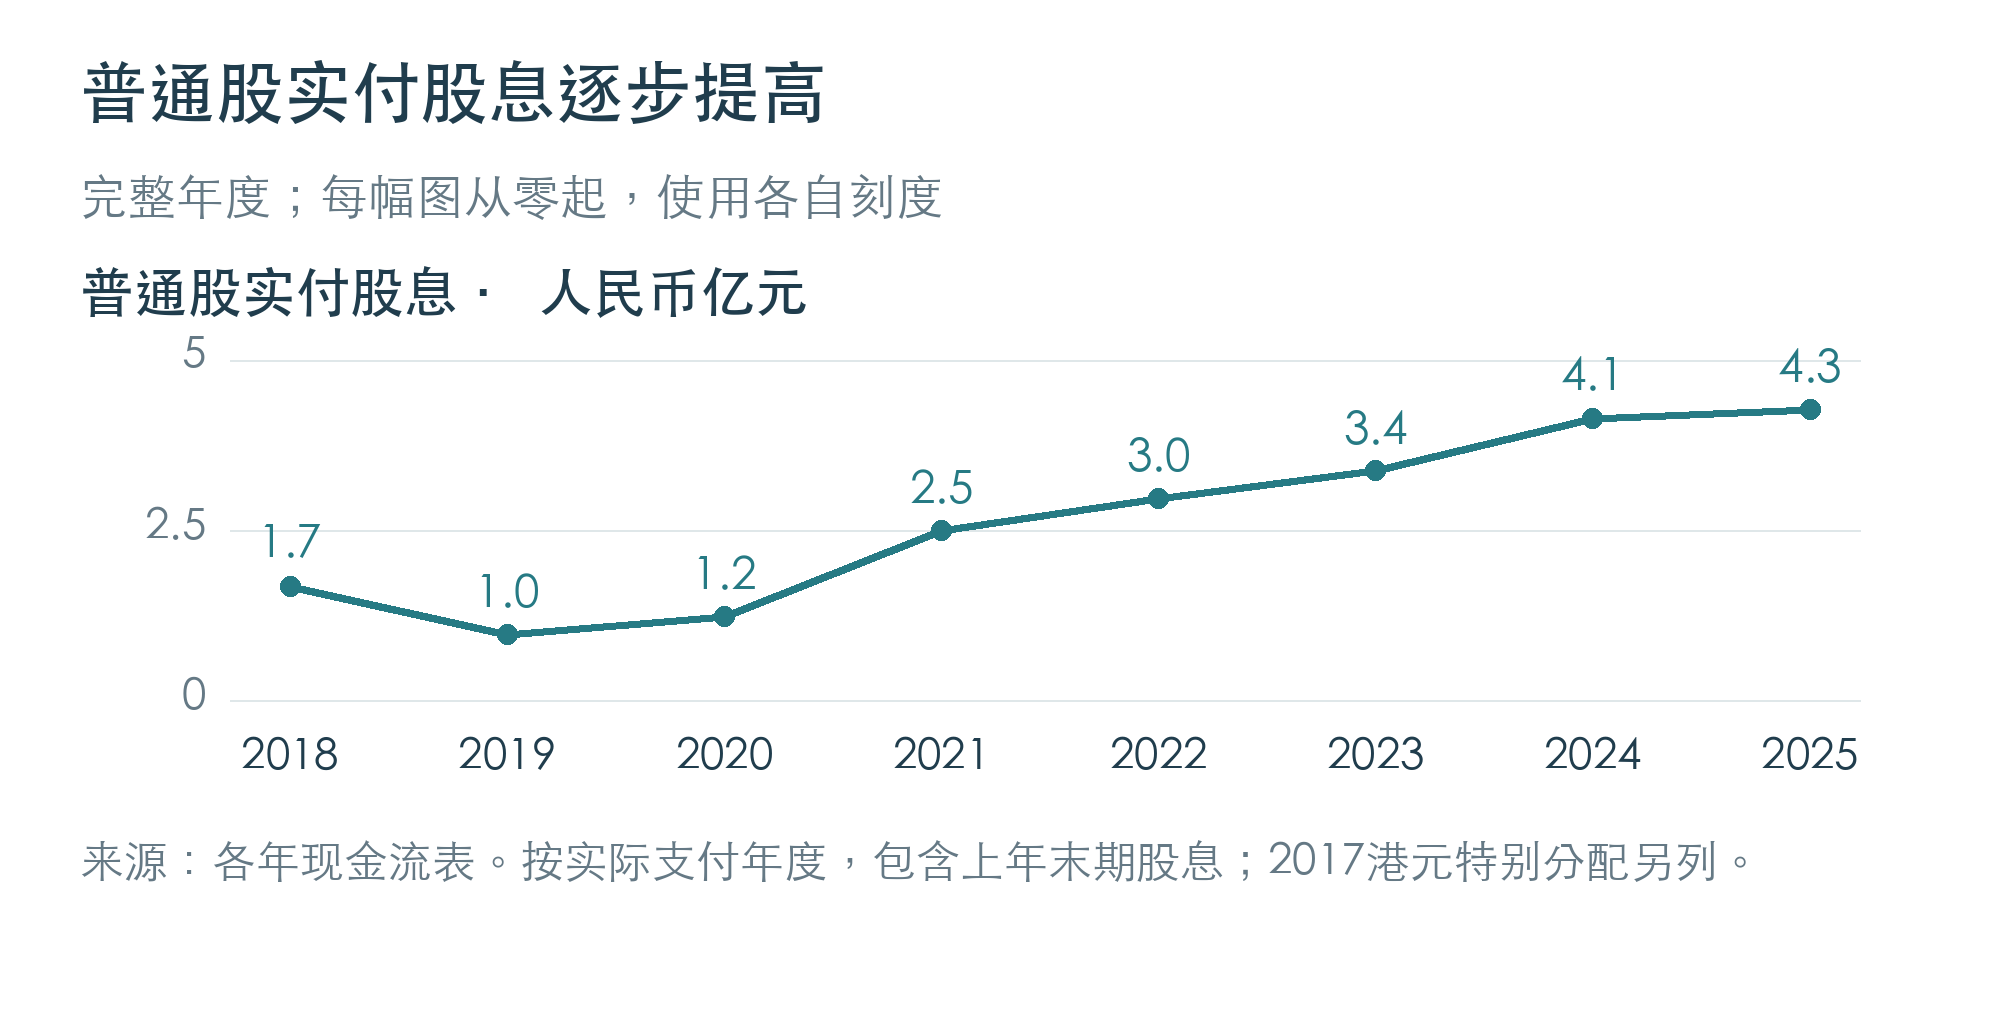 普通股实付股息逐步提高
完整年度；每幅图从零起，使用各自刻度
普通股实付股息· 人民币亿元
5
2.5
0
1.7
1.0
1.2
2.5
3.0
3.4
4.1
4.3
2018 2019 2020 2021 2022 2023 2024 2025
来源：各年现金流表。按实际支付年度，包含上年末期股息；2017港元特别分配另列。